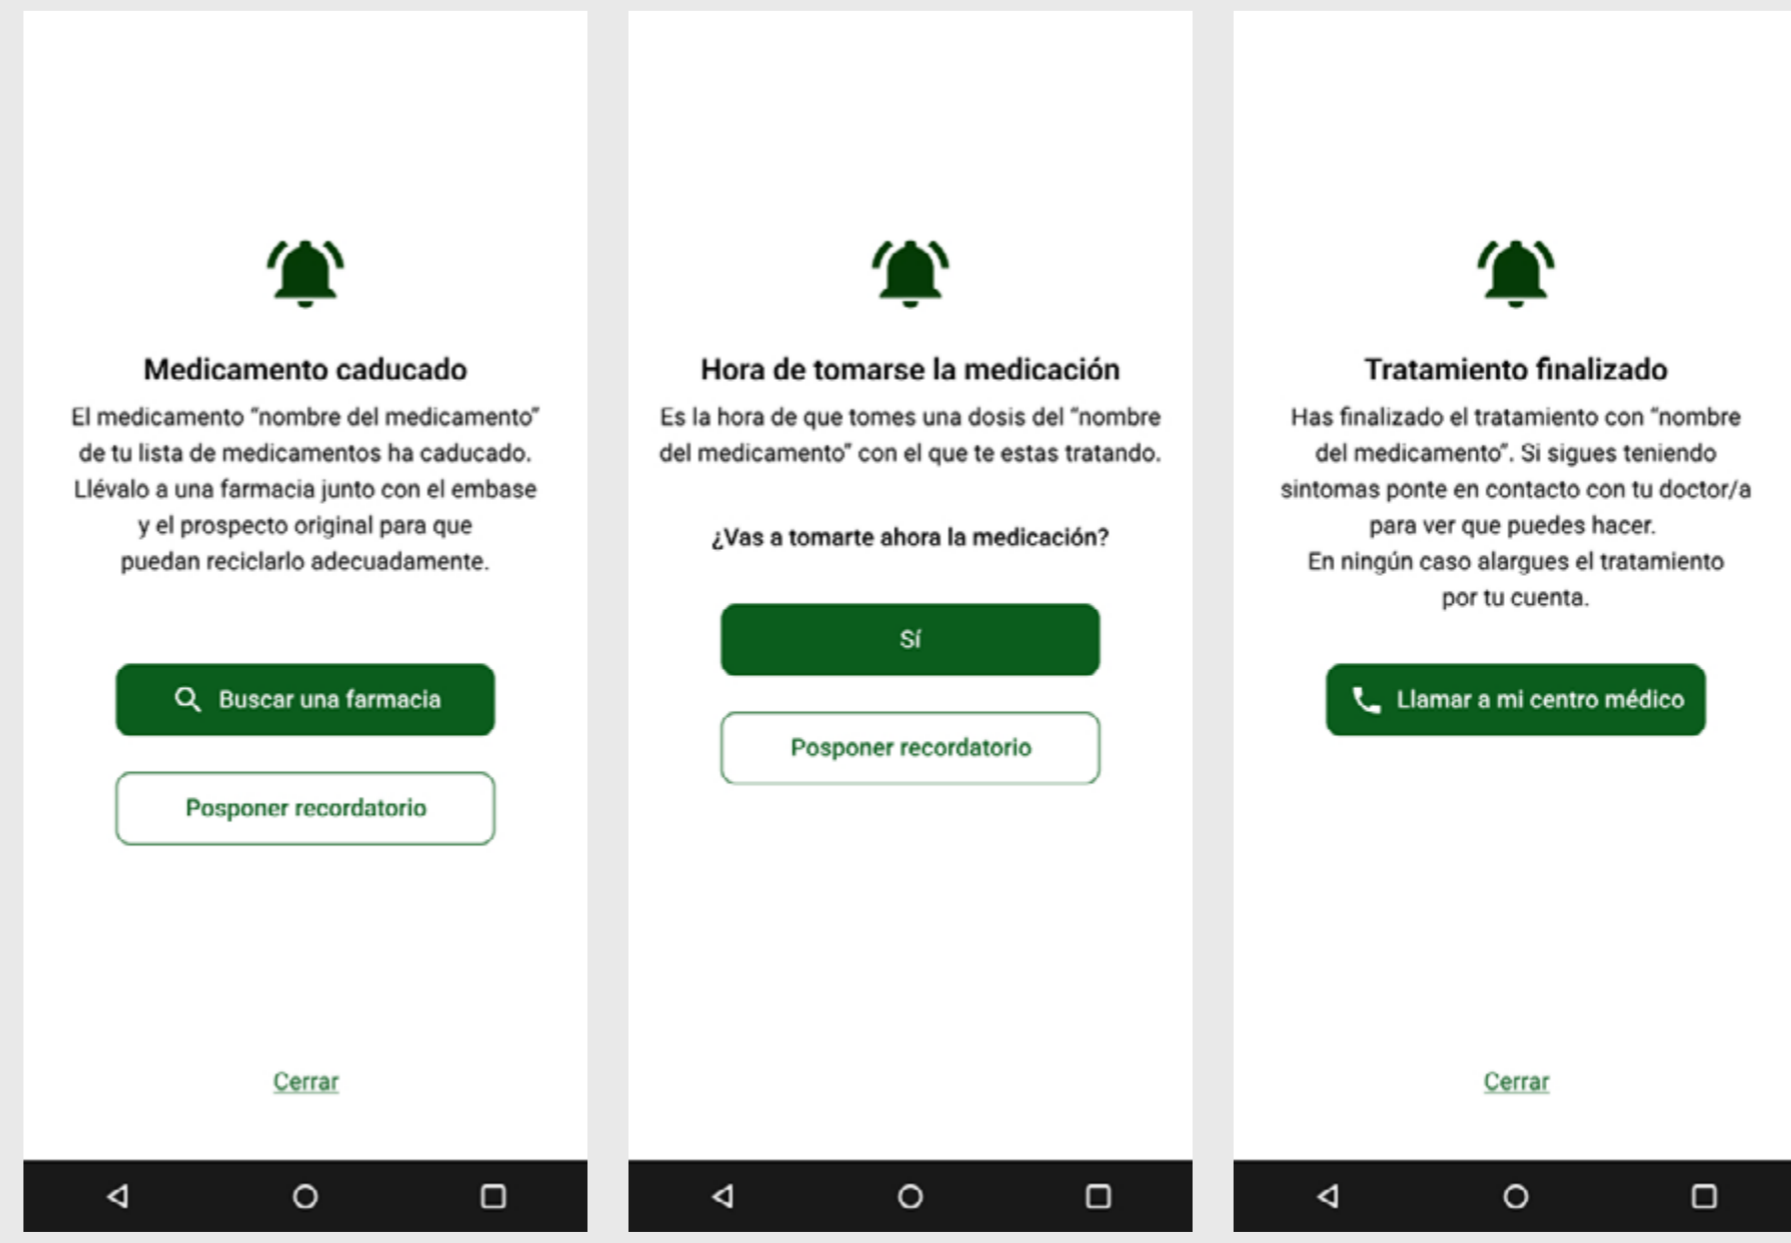 Medicamento caducado
El medicamento “nombre del medicamento”
de tu lista de medicamentos ha caducado.
Llévalo a una farmacia junto con el embase
y el prospecto original para que
puedan reciclarlo adecuadamente.
Buscar una farmacia
Posponer recordatorio
Cerrar
Hora de tomarse la medicación
Es la hora de que tomes una dosis del “nombre
del medicamento” con el que te estas tratando.
¿Vas a tomarte ahora la medicación?
Sí
Posponer recordatorio
Tratamiento finalizado
Has finalizado el tratamiento con “nombre
del medicamento”. Si sigues teniendo
sintomas ponte en contacto con tu doctor/a
para ver que puedes hacer.
En ningún caso alargues el tratamiento
por tu cuenta.
Llamar a mi centro médico
Cerrar